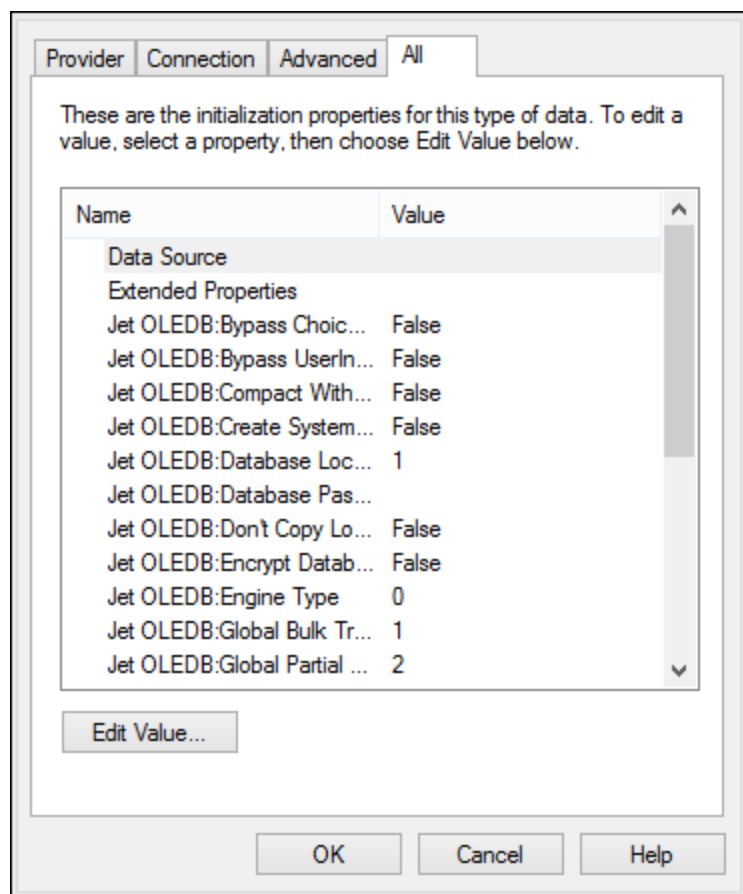 Provider Connection Advanced All
These are the initialization properties for this type of data. To edit a
value, select a property, then choose Edit Value below.
Name Value
Data Source
Extended Properties
Jet OLEDB:Bypass Choic... False
Jet OLEDB:Bypass UserIn... False
Jet OLEDB:Compact With... False
Jet OLEDB:Create System... False
Jet OLEDB:Database Loc... 1
Jet OLEDB:Database Pas...
Jet OLEDB:Don't Copy Lo... False
Jet OLEDB:Encrypt Datab... False
Jet OLEDB:Engine Type 0
Jet OLEDB:Global Bulk Tr... 1
Jet OLEDB:Global Partial ... 2
Edit Value...
OK Cancel Help